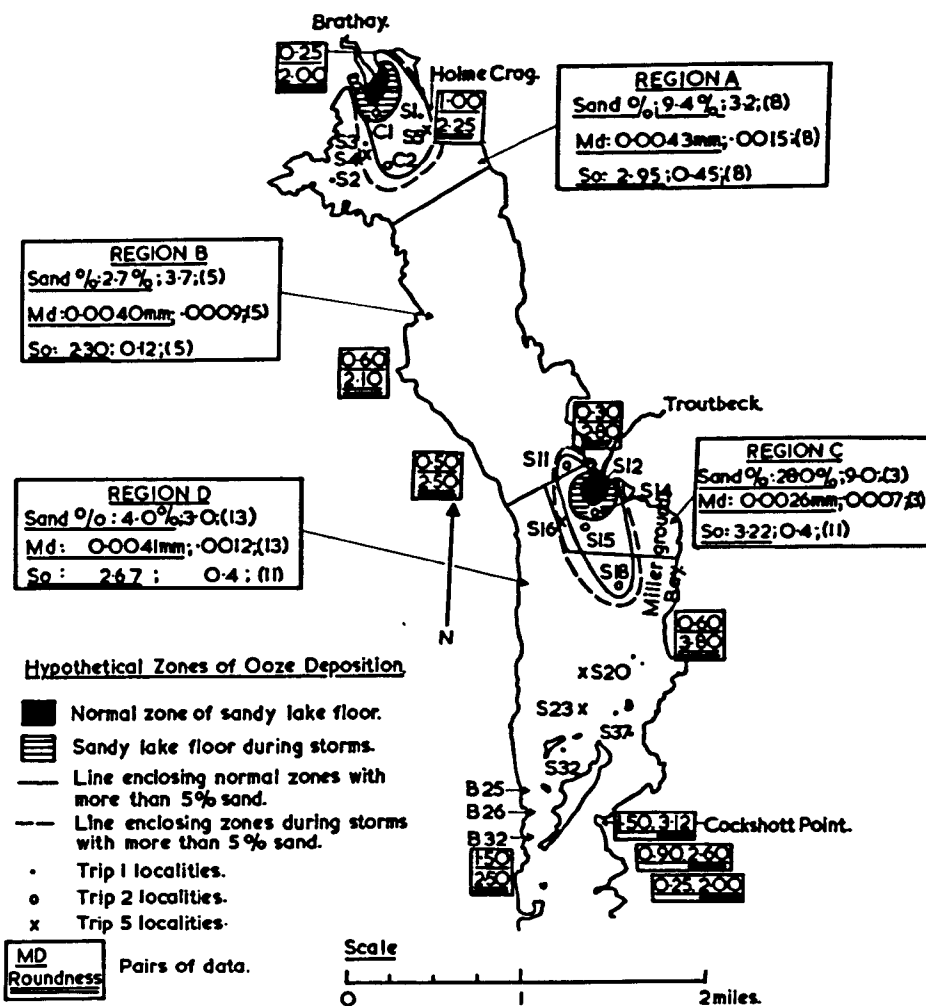 Brathay.
0·25
2·00
Holme Crag.
1·00
2·25
S1.
C1
S5
S3
S4
C2
S2
REGION A
Sand %; 9·4%; 3·2;(8)
Md: 0·0043mm; ·0015;(8)
So: 2·95; 0·45; (8)
REGION B
Sand %: 2·7%; 3·7; (5)
Md: 0·0040mm; ·0009;(5)
So: 2·30; 0·12; (5)
0·60
2·10
0·30
2·80
Troutbeck.
0·50
2·50
S11
S12
S14
S16
S15
S18
Millerground Bay.
REGION C
Sand %: 28·0%; 9·0; (3)
Md: 0·0026mm; ·0007;(3)
So: 3·22; 0·4; (11)
REGION D
Sand %: 4·0%; 3·0; (13)
Md: 0·0041mm; ·0012;(13)
So: 2·67; 0·4; (11)
N
0·60
3·80
S20
S23
S37
S32
B25
B26
B32
1·50
2·50
1·50, 3·12
Cockshott Point.
0·90, 2·60
0·25, 2·00
Hypothetical Zones of Ooze Deposition.
Normal zone of sandy lake floor.
Sandy lake floor during storms.
Line enclosing normal zones with
more than 5% sand.
Line enclosing zones during storms
with more than 5% sand.
Trip 1 localities.
Trip 2 localities.
x Trip 5 localities.
MD
Roundness
Pairs of data.
Scale
0 1 2 miles.